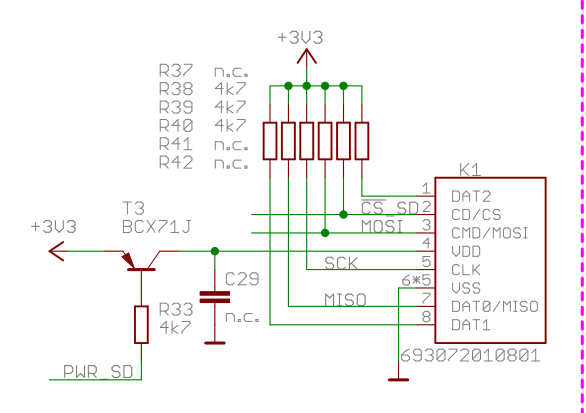 +3V3
R37 n.c.
R38 4k7
R39 4k7
R40 4k7
R41 n.c.
R42 n.c.
K1
1 DAT2
C̅S̅_SD 2 CD/CS
MOSI 3 CMD/MOSI
4 VDD
SCK 5 CLK
6*5 VSS
MISO 7 DAT0/MISO
8 DAT1
693072010801
T3
BCX71J
+3V3
C29
n.c.
R33
4k7
PWR_SD